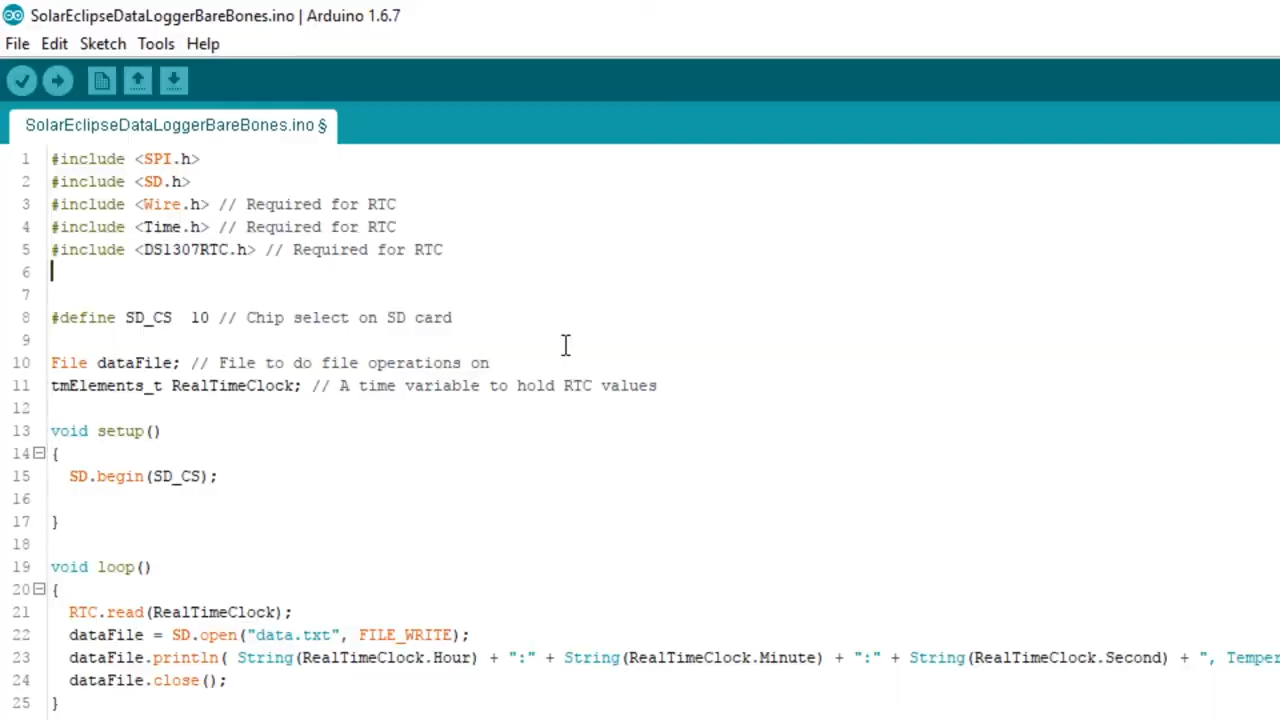 SolarEclipseDataLoggerBareBones.ino | Arduino 1.6.7
File Edit Sketch Tools Help
SolarEclipseDataLoggerBareBones.ino §
1 #include <SPI.h>
2 #include <SD.h>
3 #include <Wire.h> // Required for RTC
4 #include <Time.h> // Required for RTC
5 #include <DS1307RTC.h> // Required for RTC
6
7
8 #define SD_CS  10 // Chip select on SD card
9
10 File dataFile; // File to do file operations on
11 tmElements_t RealTimeClock; // A time variable to hold RTC values
12
13 void setup()
14 {
15   SD.begin(SD_CS);
16
17 }
18
19 void loop()
20 {
21   RTC.read(RealTimeClock);
22   dataFile = SD.open("data.txt", FILE_WRITE);
23   dataFile.println( String(RealTimeClock.Hour) + ":" + String(RealTimeClock.Minute) + ":" + String(RealTimeClock.Second) + ", Temper
24   dataFile.close();
25 }